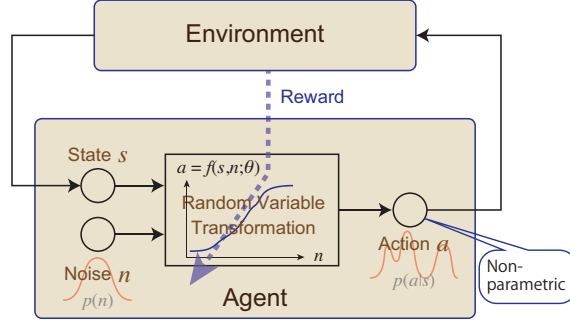 Environment
Reward
State s
a = f(s,n;θ)
Random Variable
Transformation
n
Noise n
p(n)
Action a
p(a|s)
Non-
parametric
Agent